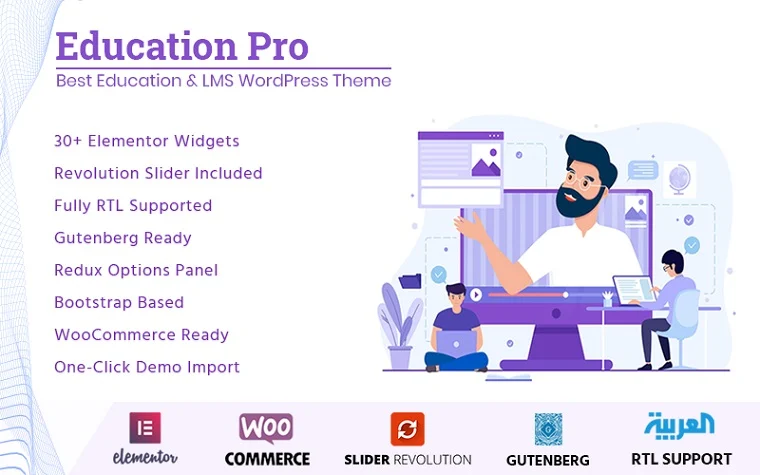 Education Pro
Best Education & LMS WordPress Theme
30+ Elementor Widgets
Revolution Slider Included
Fully RTL Supported
Gutenberg Ready
Redux Options Panel
Bootstrap Based
WooCommerce Ready
One-Click Demo Import
elementor
WOO
COMMERCE
SLIDER REVOLUTION
G
GUTENBERG
العربية
RTL SUPPORT